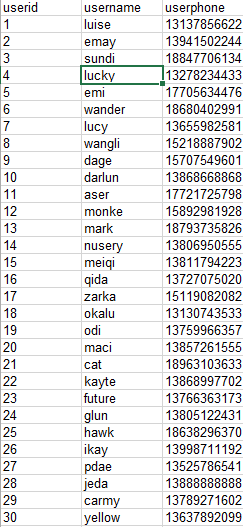 userid username userphone
1 luise 13137856622
2 emay 13941502244
3 sundi 18847706134
4 lucky 13278234433
5 emi 17705634476
6 wander 18680402991
7 lucy 13655982581
8 wangli 15218887902
9 dage 15707549601
10 darlun 13868668868
11 aser 17721725798
12 monke 15892981928
13 mark 18793735826
14 nusery 13806950555
15 meiqi 13811794223
16 qida 13727075020
17 zarka 15119082082
18 okalu 13130743533
19 odi 13759966357
20 maci 13857261555
21 cat 18963103633
22 kayte 13868997702
23 future 13766363173
24 glun 13805122431
25 hawk 18638296370
26 ikay 13998711192
27 pdae 13525786541
28 jeda 13888888888
29 carmy 13789271602
30 yellow 13637892099